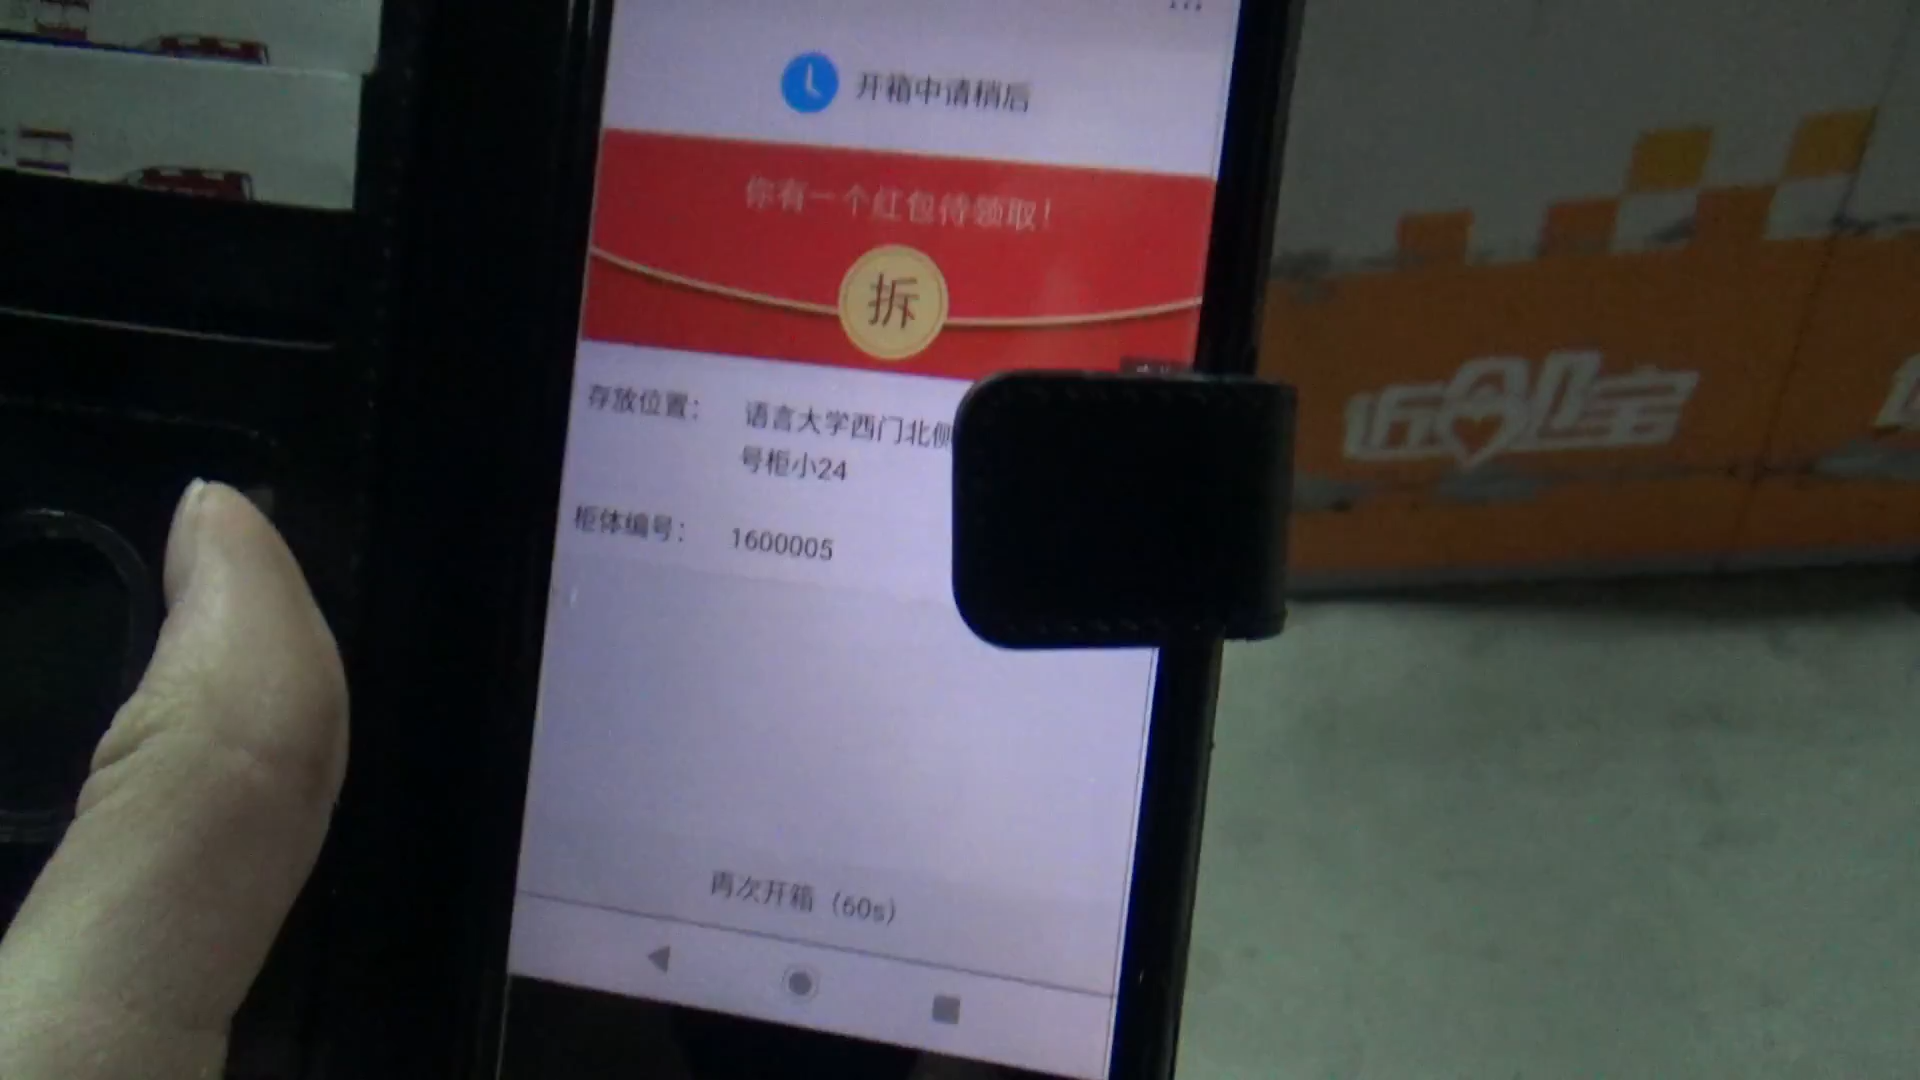 开箱中请稍后
你有一个红包待领取！
拆
存放位置： 语言大学西门北侧
号柜小24
柜体编号： 1600005
再次开箱（60s）
近邻宝